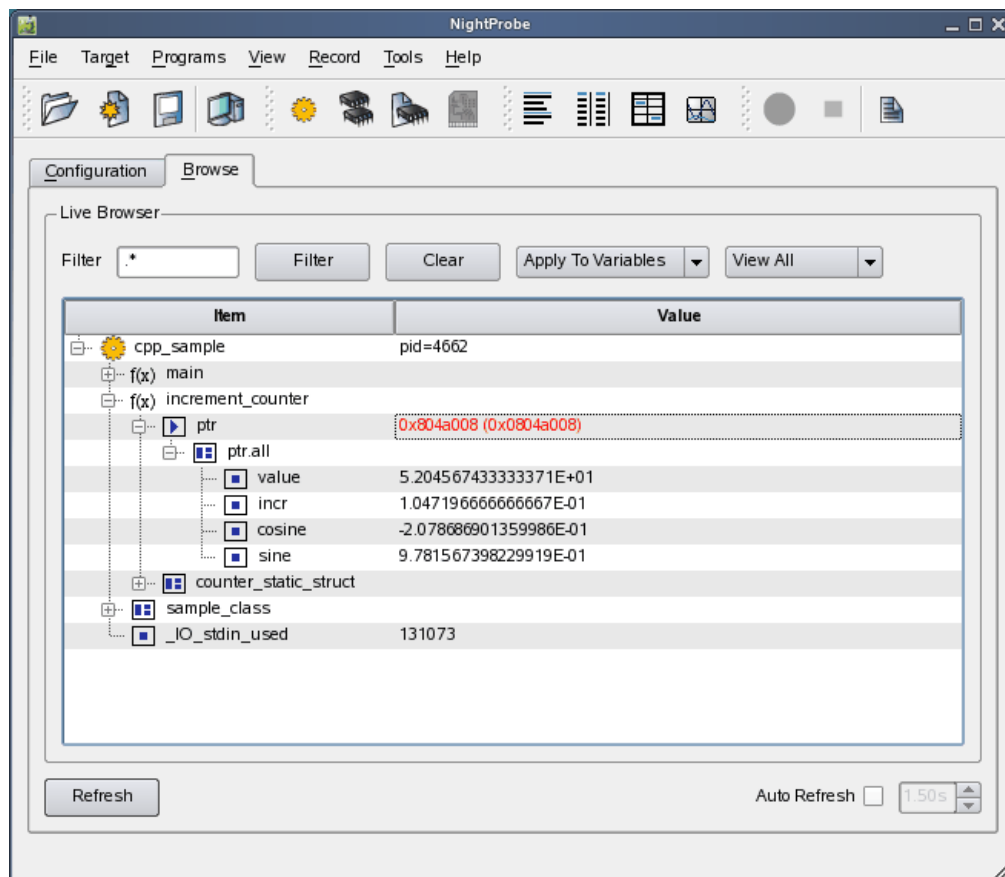 NightProbe
File Target Programs View Record Tools Help
Configuration Browse
Live Browser
Filter .* Filter Clear Apply To Variables View All
Item Value
cpp_sample pid=4662
f(x) main
f(x) increment_counter
ptr 0x804a008 (0x0804a008)
ptr.all
value 5.204567433333371E+01
incr 1.047196666666667E-01
cosine -2.078686901359986E-01
sine 9.781567398229919E-01
counter_static_struct
sample_class
_IO_stdin_used 131073
Refresh Auto Refresh 1.50s